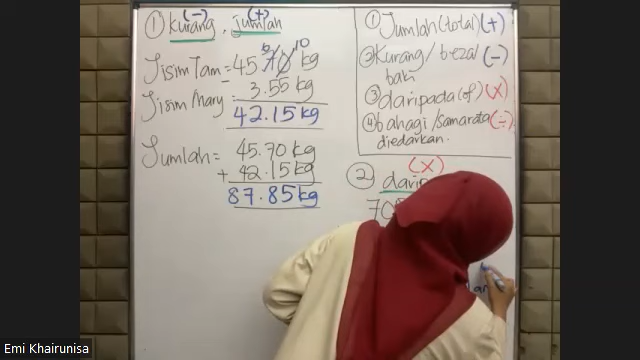 ① kurang, jumlah
(-) (+)
Jisim Tam = 45.70 kg
6 10
- 3.55 kg
Jisim Mary 42.15 kg
Jumlah = 45.70 kg
+ 42.15 kg
87.85 kg
① Jumlah (total) (+)
② Kurang / beza / (-)
baki
③ daripada (of) (x)
④ bahagi / samarata (÷)
diedarkan.
(x)
②
70
Emi Khairunisa